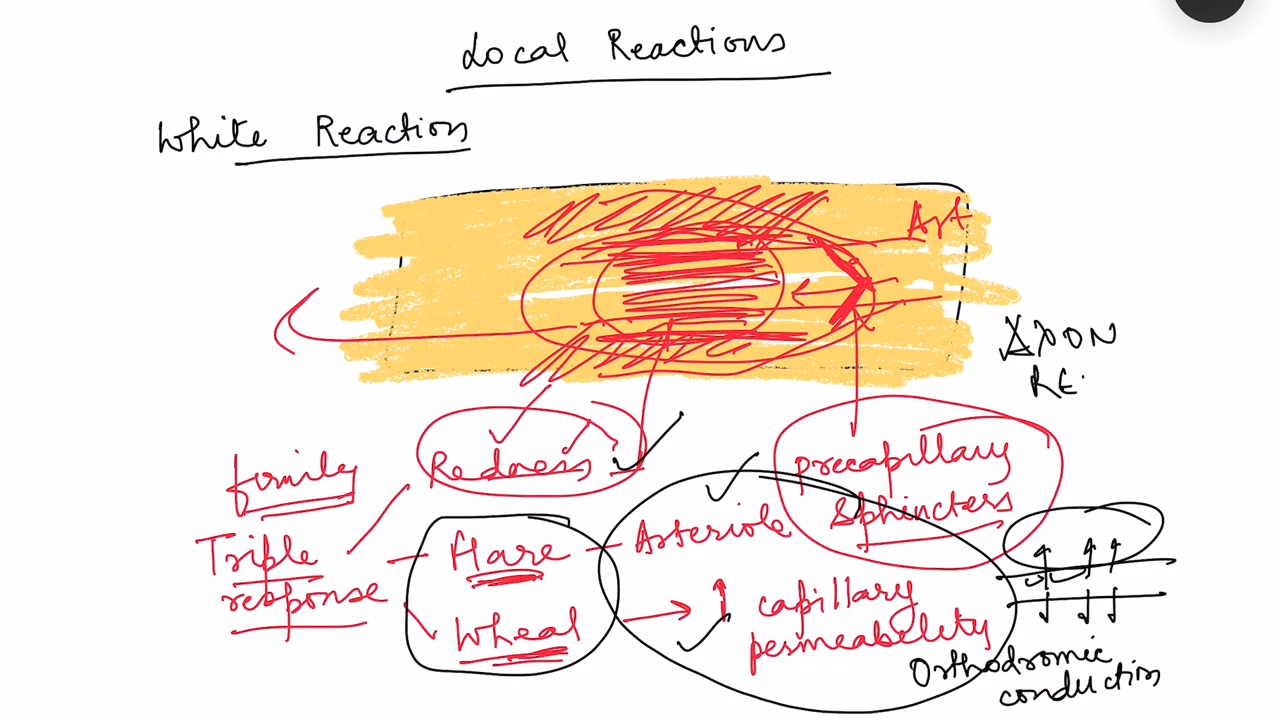 Local Reactions
White Reaction
Art
AXON
RE
firmily
Redness
precapillary
sphincters
Triple
response
Flare
Arteriole
Wheal
capillary
permeability
Orthodromic
conduction